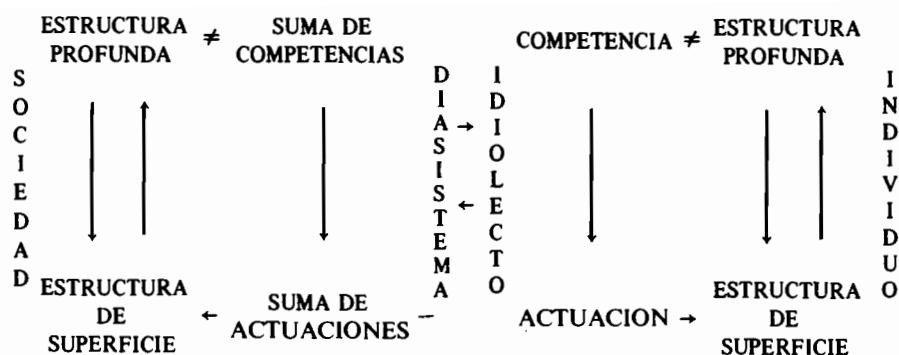 ESTRUCTURA PROFUNDA ≠ SUMA DE COMPETENCIAS
COMPETENCIA ≠ ESTRUCTURA PROFUNDA
SOCIEDAD
DIASISTEMA → ←
IDIOLECTO
INDIVIDUO
ESTRUCTURA DE SUPERFICIE ← SUMA DE ACTUACIONES –
ACTUACION → ESTRUCTURA DE SUPERFICIE